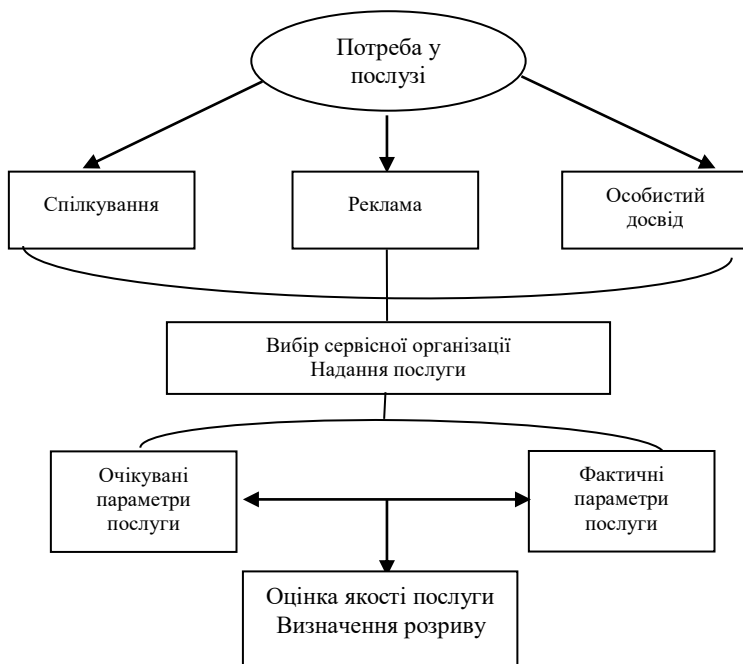 Потреба у
послузі
Спілкування
Реклама
Особистий
досвід
Вибір сервісної організації
Надання послуги
Очікувані
параметри
послуги
Фактичні
параметри
послуги
Оцінка якості послуги
Визначення розриву